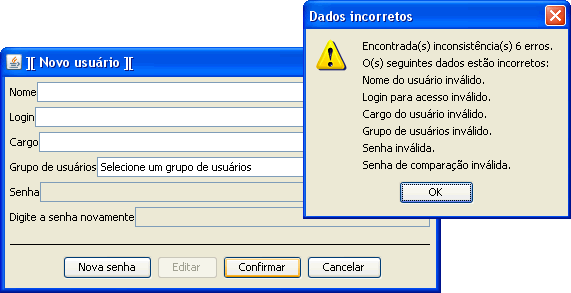 Dados incorretos
Encontrada(s) inconsistência(s) 6 erros.
O(s) seguintes dados estão incorretos:
Nome do usuário inválido.
Login para acesso inválido.
Cargo do usuário inválido.
Grupo de usuários inválido.
Senha inválida.
Senha de comparação inválida.
OK
][ Novo usuário ][
Nome
Login
Cargo
Grupo de usuários Selecione um grupo de usuários
Senha
Digite a senha novamente
Nova senha Editar Confirmar Cancelar